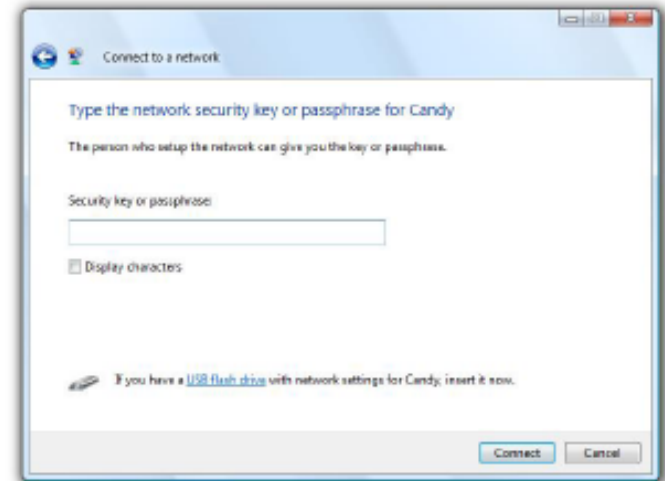 Connect to a network
Type the network security key or passphrase for Candy
The person who setup the network can give you the key or passphrase.
Security key or passphrase:
Display characters
If you have a USB flash drive with network settings for Candy, insert it now.
Connect Cancel